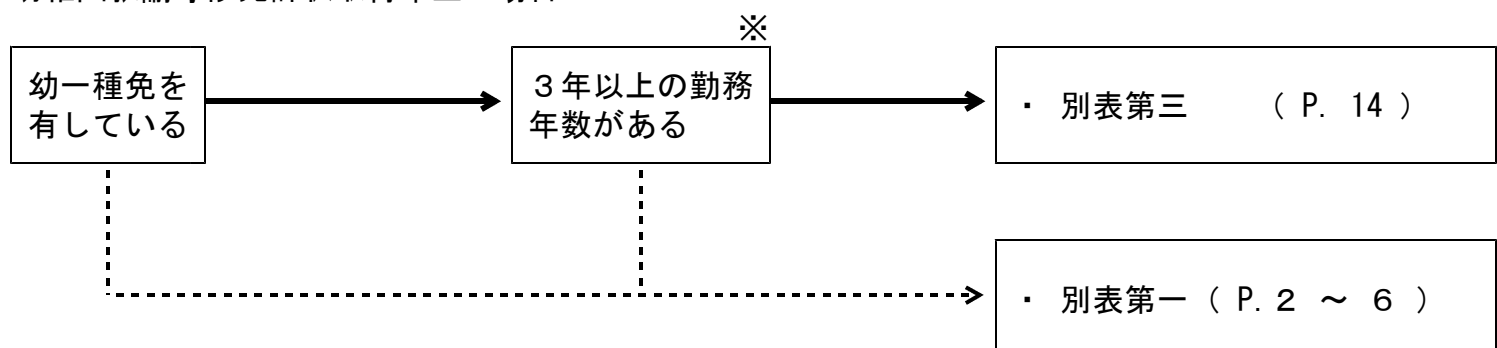 ※
幼一種免を
有している
３年以上の勤務
年数がある
・ 別表第三 （ P. 14 ）
・ 別表第一（ P. 2 ～ 6 ）